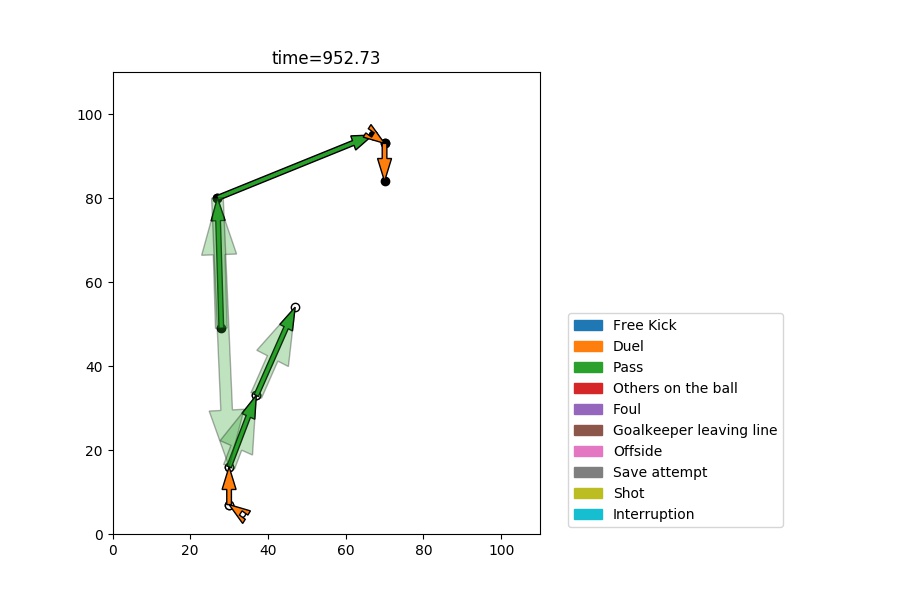 time=952.73
100
80
60
40
20
0
0 20 40 60 80 100
Free Kick
Duel
Pass
Others on the ball
Foul
Goalkeeper leaving line
Offside
Save attempt
Shot
Interruption